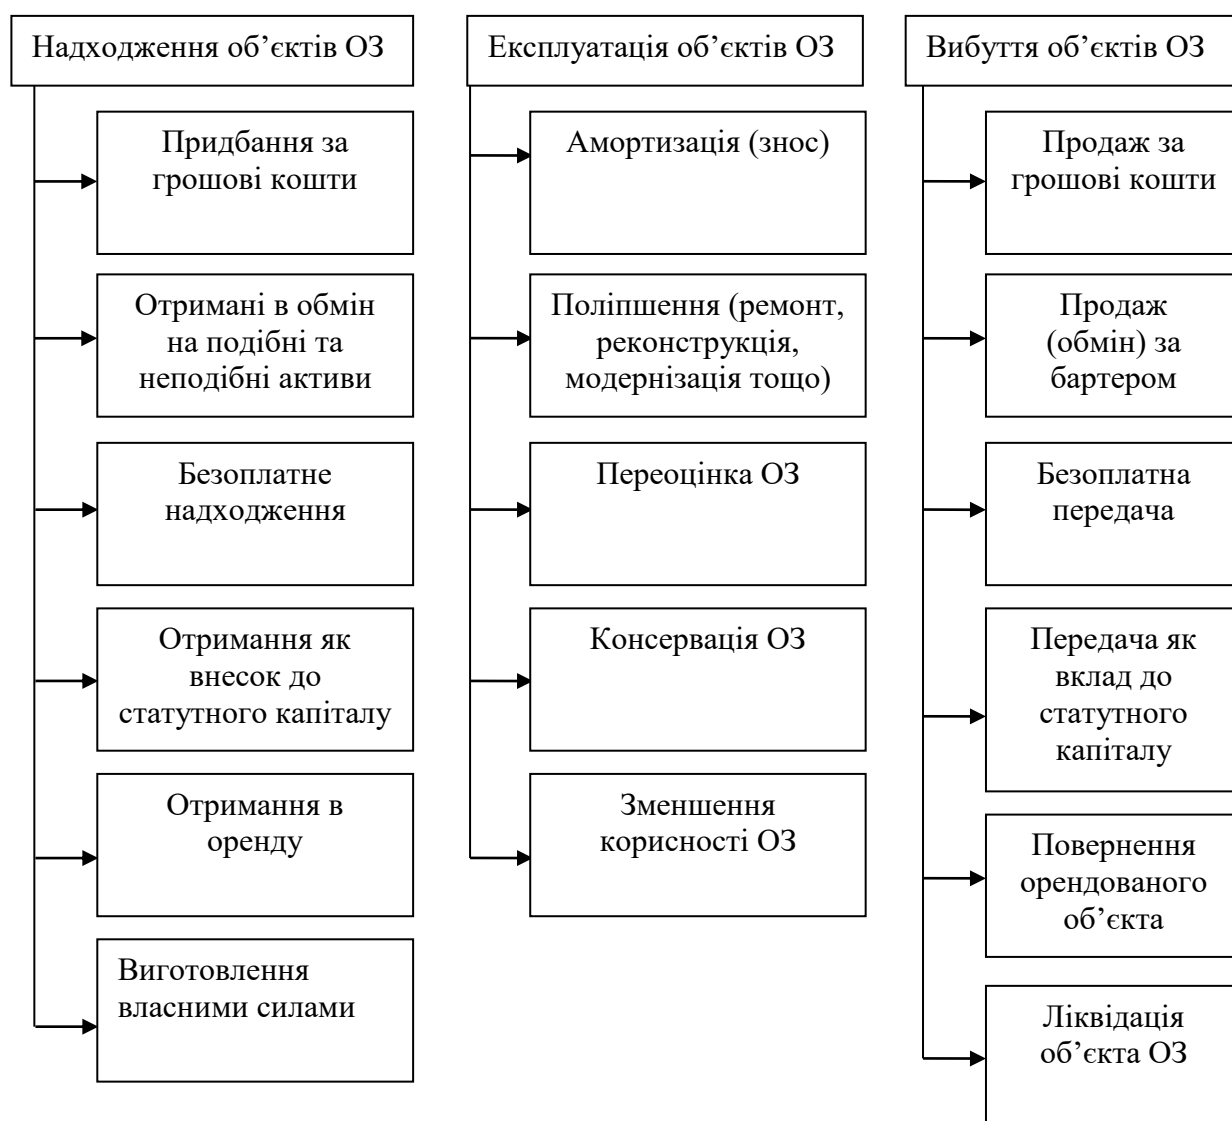 Надходження об’єктів ОЗ
Придбання за
грошові кошти
Отримані в обмін
на подібні та
неподібні активи
Безоплатне
надходження
Отримання як
внесок до
статутного капіталу
Отримання в
оренду
Виготовлення
власними силами
Експлуатація об’єктів ОЗ
Амортизація (знос)
Поліпшення (ремонт,
реконструкція,
модернізація тощо)
Переоцінка ОЗ
Консервація ОЗ
Зменшення
корисності ОЗ
Вибуття об’єктів ОЗ
Продаж за
грошові кошти
Продаж
(обмін) за
бартером
Безоплатна
передача
Передача як
вклад до
статутного
капіталу
Повернення
орендованого
об’єкта
Ліквідація
об’єкта ОЗ